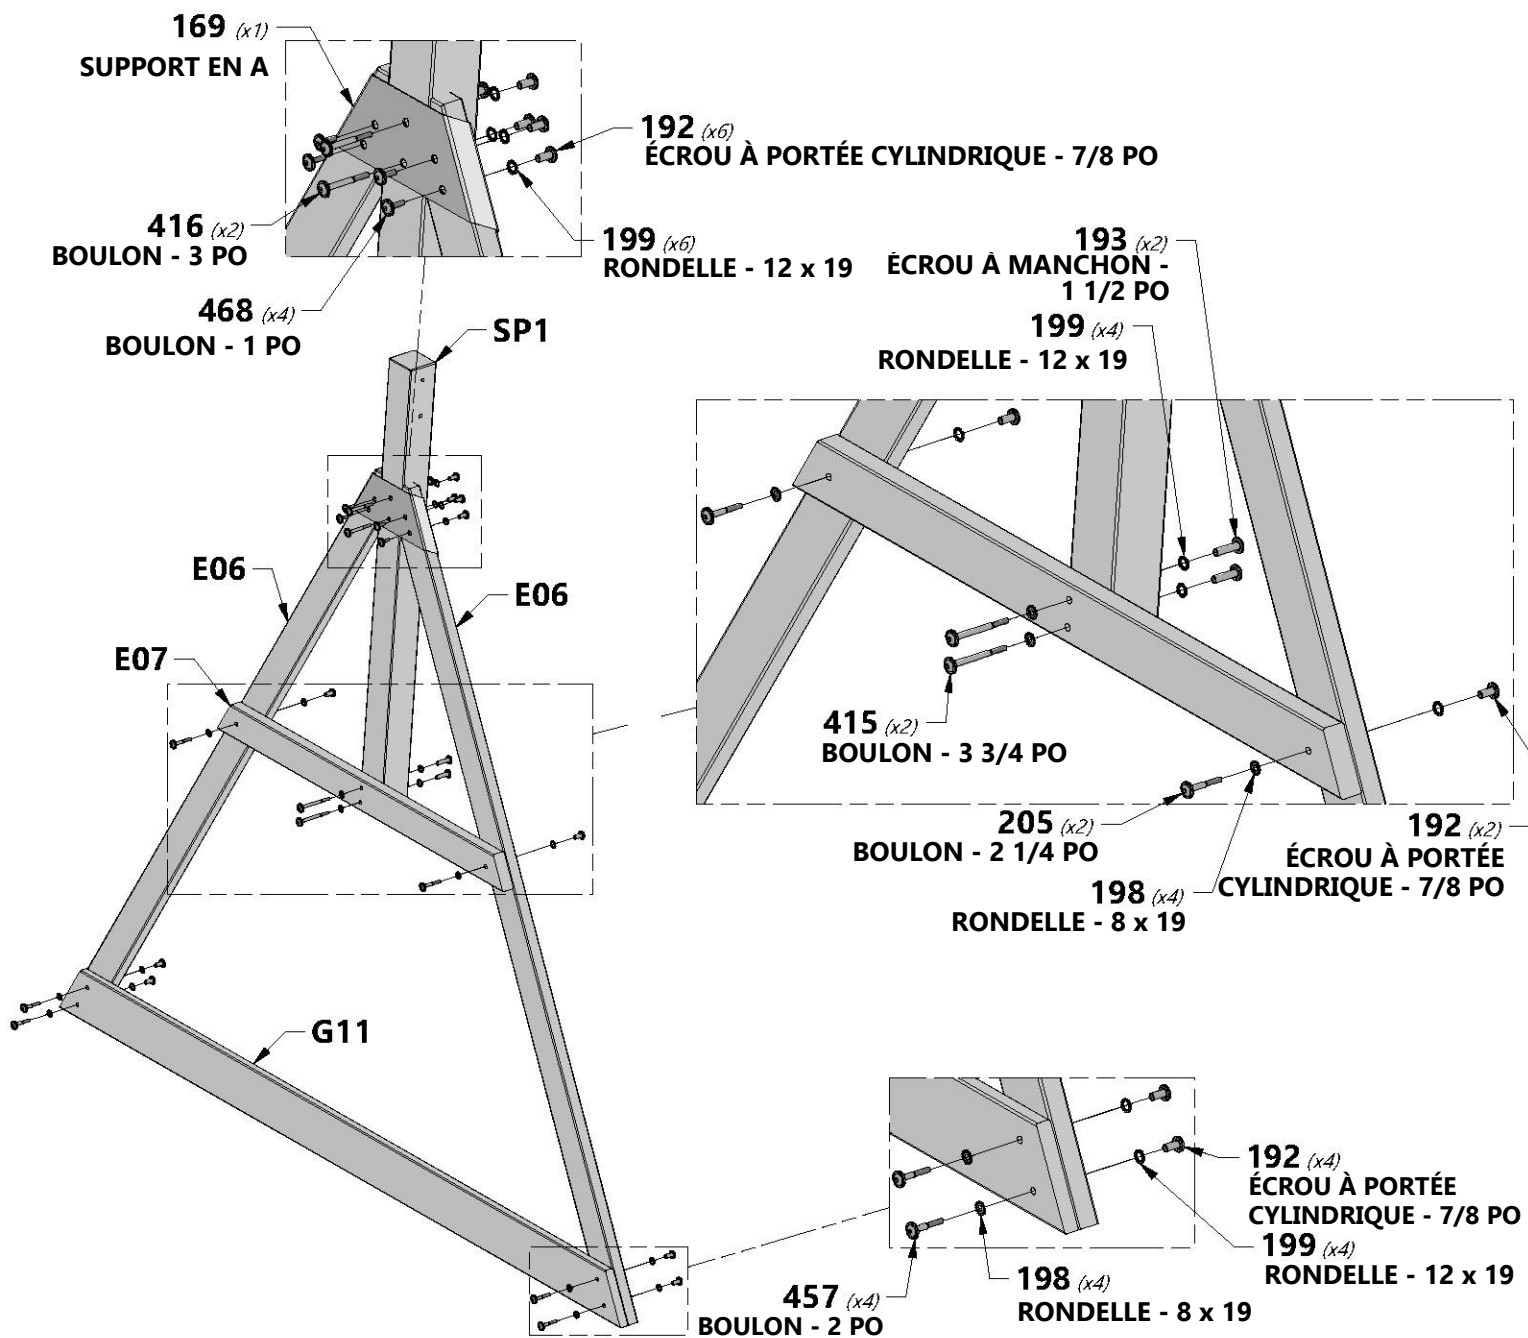 169 (x1)
SUPPORT EN A
192 (x6)
ÉCROU À PORTÉE CYLINDRIQUE - 7/8 PO
416 (x2)
BOULON - 3 PO
199 (x6)
RONDELLE - 12 x 19
468 (x4)
BOULON - 1 PO
SP1
193 (x2)
ÉCROU À MANCHON -
1 1/2 PO
199 (x4)
RONDELLE - 12 x 19
E06
E06
E07
415 (x2)
BOULON - 3 3/4 PO
205 (x2)
BOULON - 2 1/4 PO
192 (x2)
ÉCROU À PORTÉE
CYLINDRIQUE - 7/8 PO
198 (x4)
RONDELLE - 8 x 19
G11
192 (x4)
ÉCROU À PORTÉE
CYLINDRIQUE - 7/8 PO
199 (x4)
RONDELLE - 12 x 19
198 (x4)
RONDELLE - 8 x 19
457 (x4)
BOULON - 2 PO